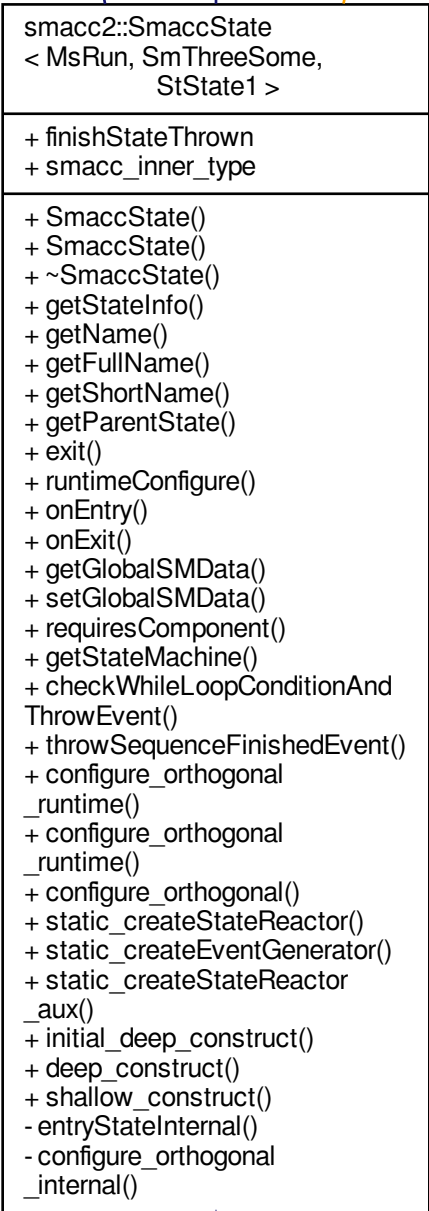 smacc2::SmaccState
< MsRun, SmThreeSome,
StState1 >
+ finishStateThrown
+ smacc_inner_type
+ SmaccState()
+ SmaccState()
+ ~SmaccState()
+ getStateInfo()
+ getName()
+ getFullName()
+ getShortName()
+ getParentState()
+ exit()
+ runtimeConfigure()
+ onEntry()
+ onExit()
+ getGlobalSMData()
+ setGlobalSMData()
+ requiresComponent()
+ getStateMachine()
+ checkWhileLoopConditionAnd
ThrowEvent()
+ throwSequenceFinishedEvent()
+ configure_orthogonal
_runtime()
+ configure_orthogonal
_runtime()
+ configure_orthogonal()
+ static_createStateReactor()
+ static_createEventGenerator()
+ static_createStateReactor
_aux()
+ initial_deep_construct()
+ deep_construct()
+ shallow_construct()
- entryStateInternal()
- configure_orthogonal
_internal()